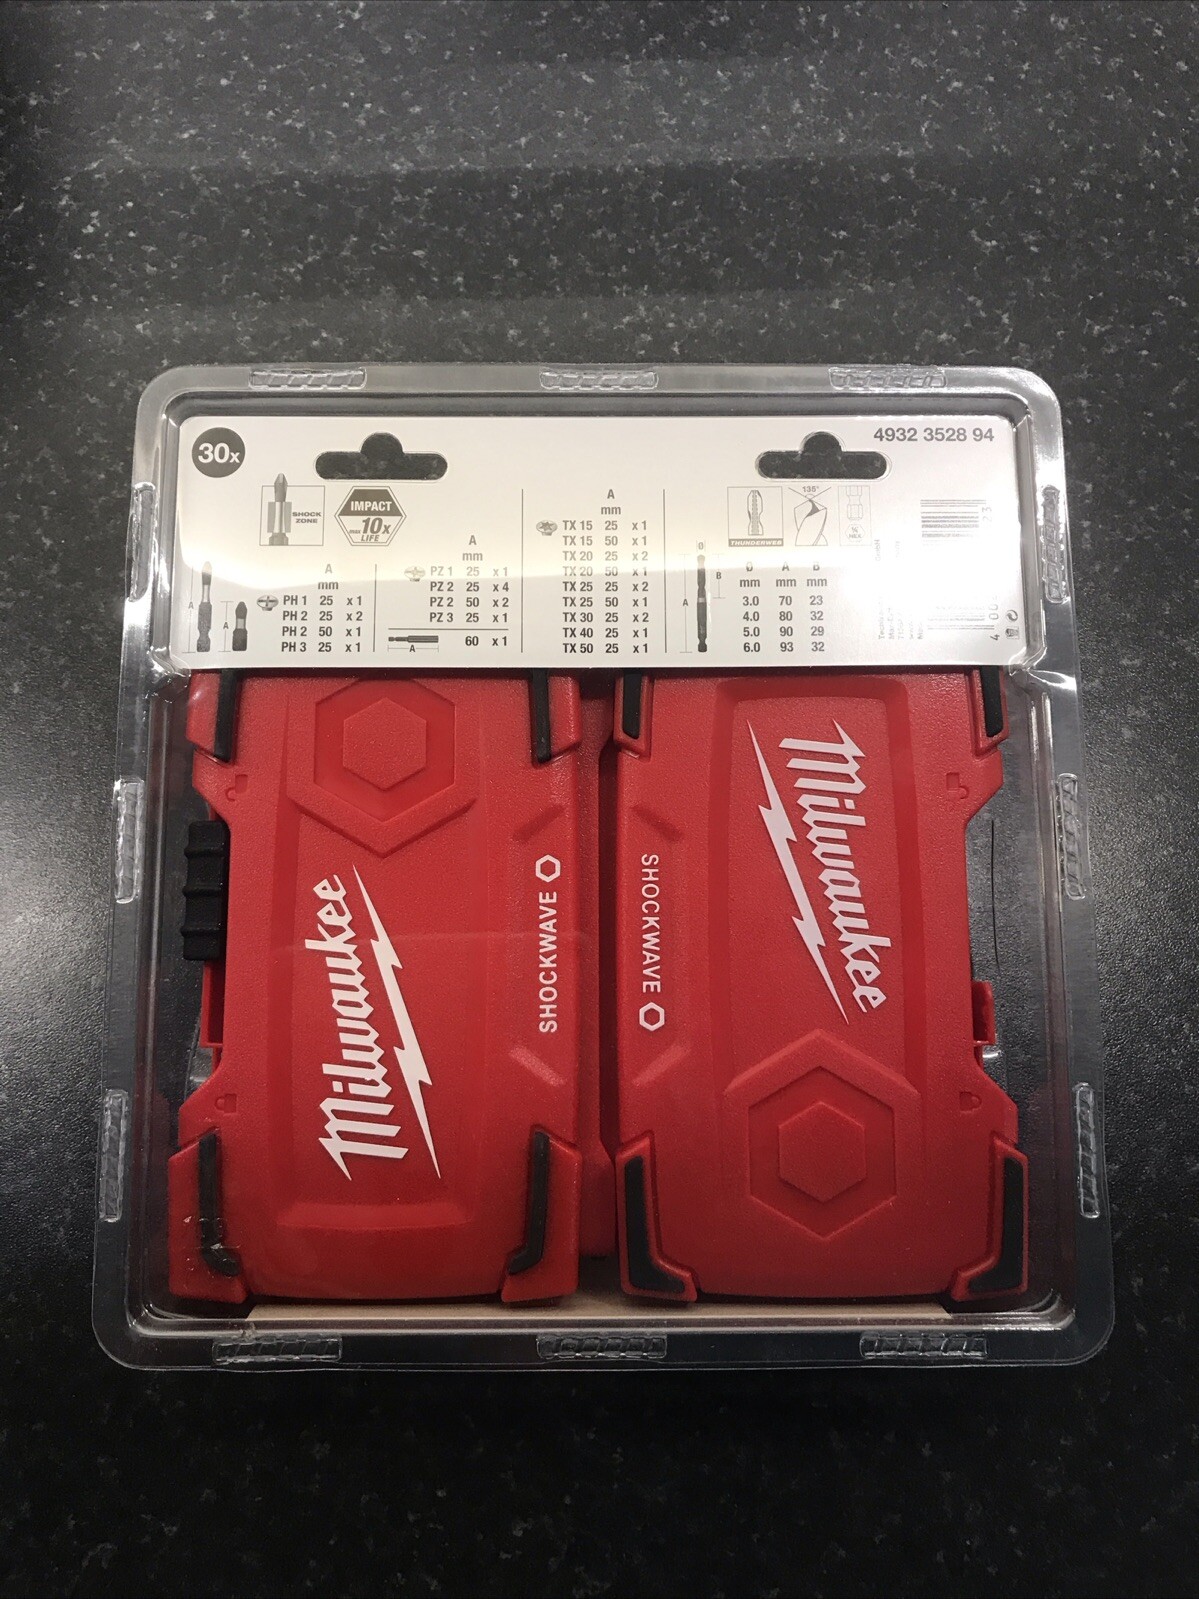 30x
4932 3528 94
SHOCK
ZONE
IMPACT
max 10x
LIFE
A
mm
PH 1 25 x 1
PH 2 25 x 2
PH 2 50 x 1
PH 3 25 x 1
A
A
A
mm
PZ 1 25 x 1
PZ 2 25 x 4
PZ 2 50 x 2
PZ 3 25 x 1
60 x 1
A
A
mm
TX 15 25 x 1
TX 15 50 x 1
TX 20 25 x 2
TX 20 50 x 1
TX 25 25 x 2
TX 25 50 x 1
TX 30 25 x 2
TX 40 25 x 1
TX 50 25 x 1
THUNDERWEB
135°
Ø
B
A
Ø A B
mm mm mm
3.0 70 23
4.0 80 32
5.0 90 29
6.0 93 32
Milwaukee
SHOCKWAVE
SHOCKWAVE
Milwaukee